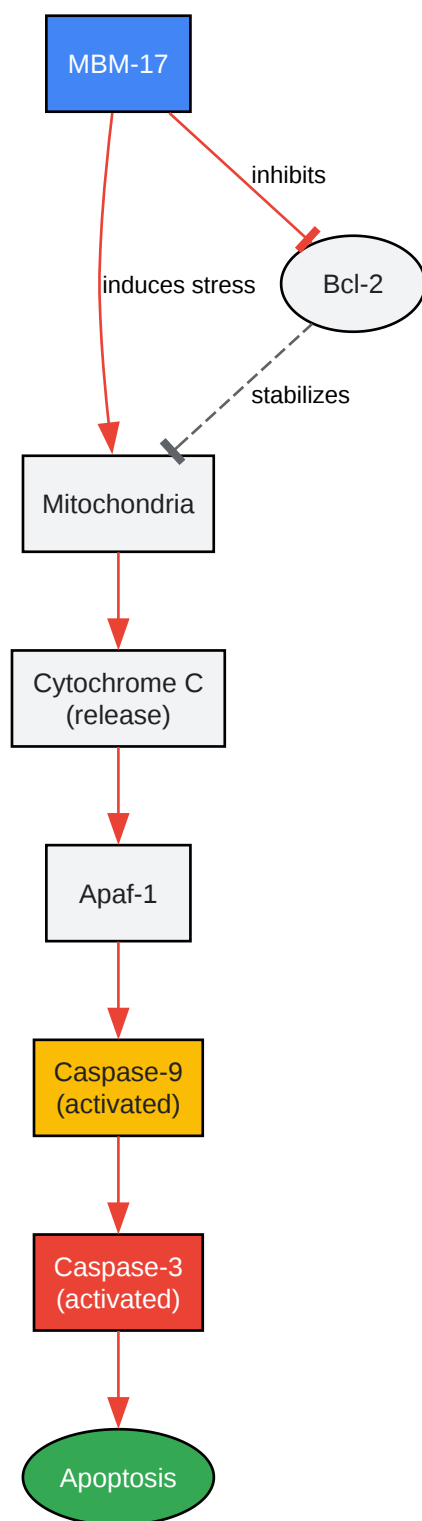 MBM-17
inhibits
induces stress
Bcl-2
stabilizes
Mitochondria
Cytochrome C
(release)
Apaf-1
Caspase-9
(activated)
Caspase-3
(activated)
Apoptosis